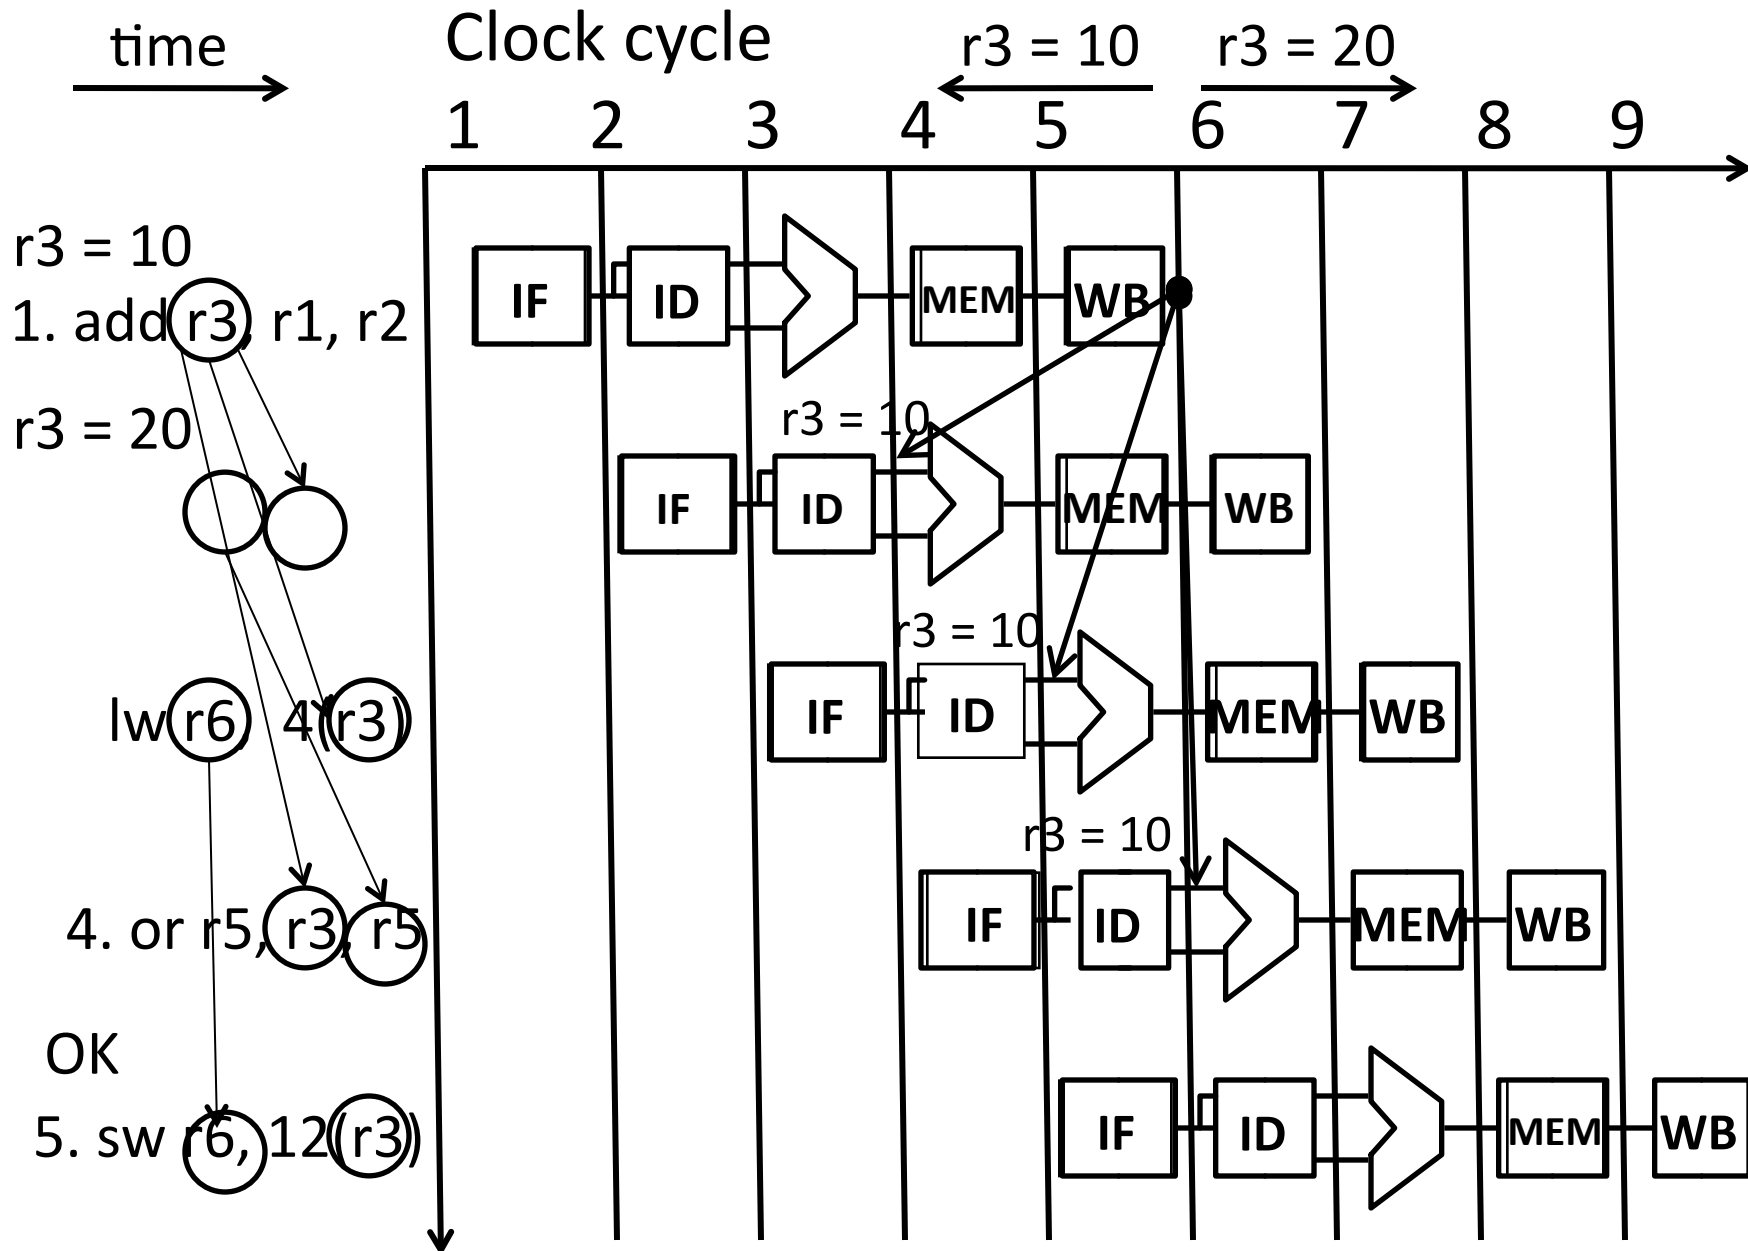 time
Clock cycle
r3 = 10
r3 = 20
1 2 3 4 5 6 7 8 9
r3 = 10
1. add r3, r1, r2
IF ID MEM WB
r3 = 20
r3 = 10
IF ID MEM WB
r3 = 10
lw r6, 4(r3)
IF ID MEM WB
r3 = 10
4. or r5, r3, r5
IF ID MEM WB
OK
5. sw r6, 12(r3)
IF ID MEM WB